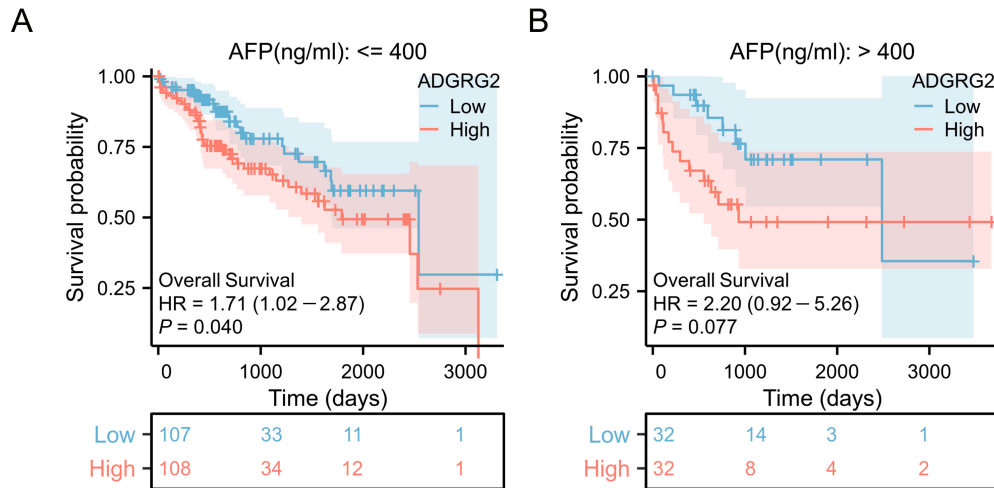 A
AFP(ng/ml): <= 400
ADGRG2
Low
High
Survival probability
1.00
0.75
0.50
0.25
Overall Survival
HR = 1.71 (1.02 – 2.87)
P = 0.040
0 1000 2000 3000
Time (days)
Low 107 33 11 1
High 108 34 12 1
B
AFP(ng/ml): > 400
ADGRG2
Low
High
Survival probability
1.00
0.75
0.50
0.25
Overall Survival
HR = 2.20 (0.92 – 5.26)
P = 0.077
0 1000 2000 3000
Time (days)
Low 32 14 3 1
High 32 8 4 2